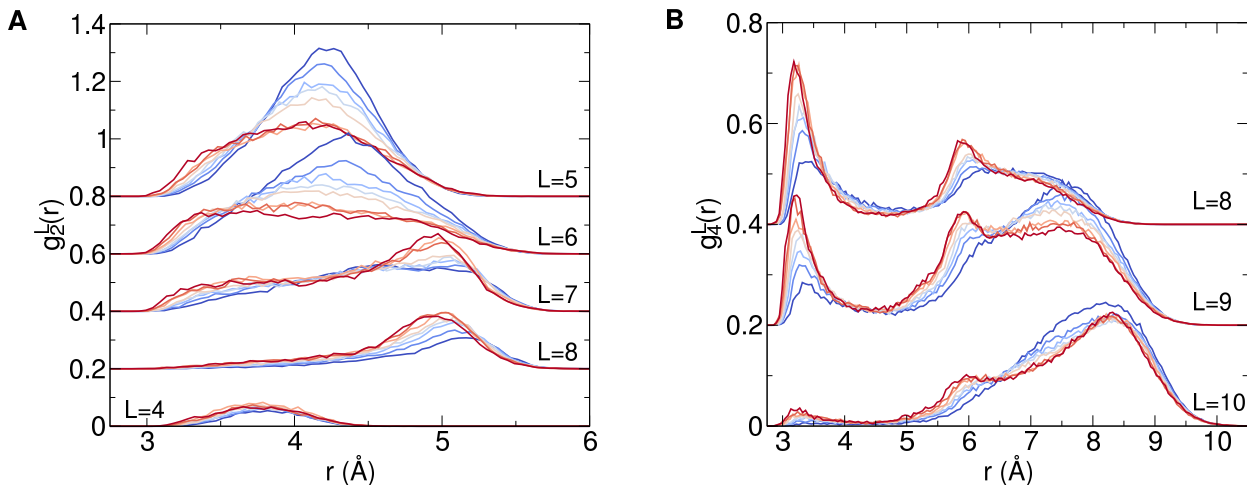 A
1.4
1.2
1
0.8
0.6
0.4
0.2
0
g₂ᴸ(r)
L=5
L=6
L=7
L=8
L=4
3 4 5 6
r (Å)
B
0.8
0.6
0.4
0.2
0
g₄ᴸ(r)
L=8
L=9
L=10
3 4 5 6 7 8 9 10
r (Å)